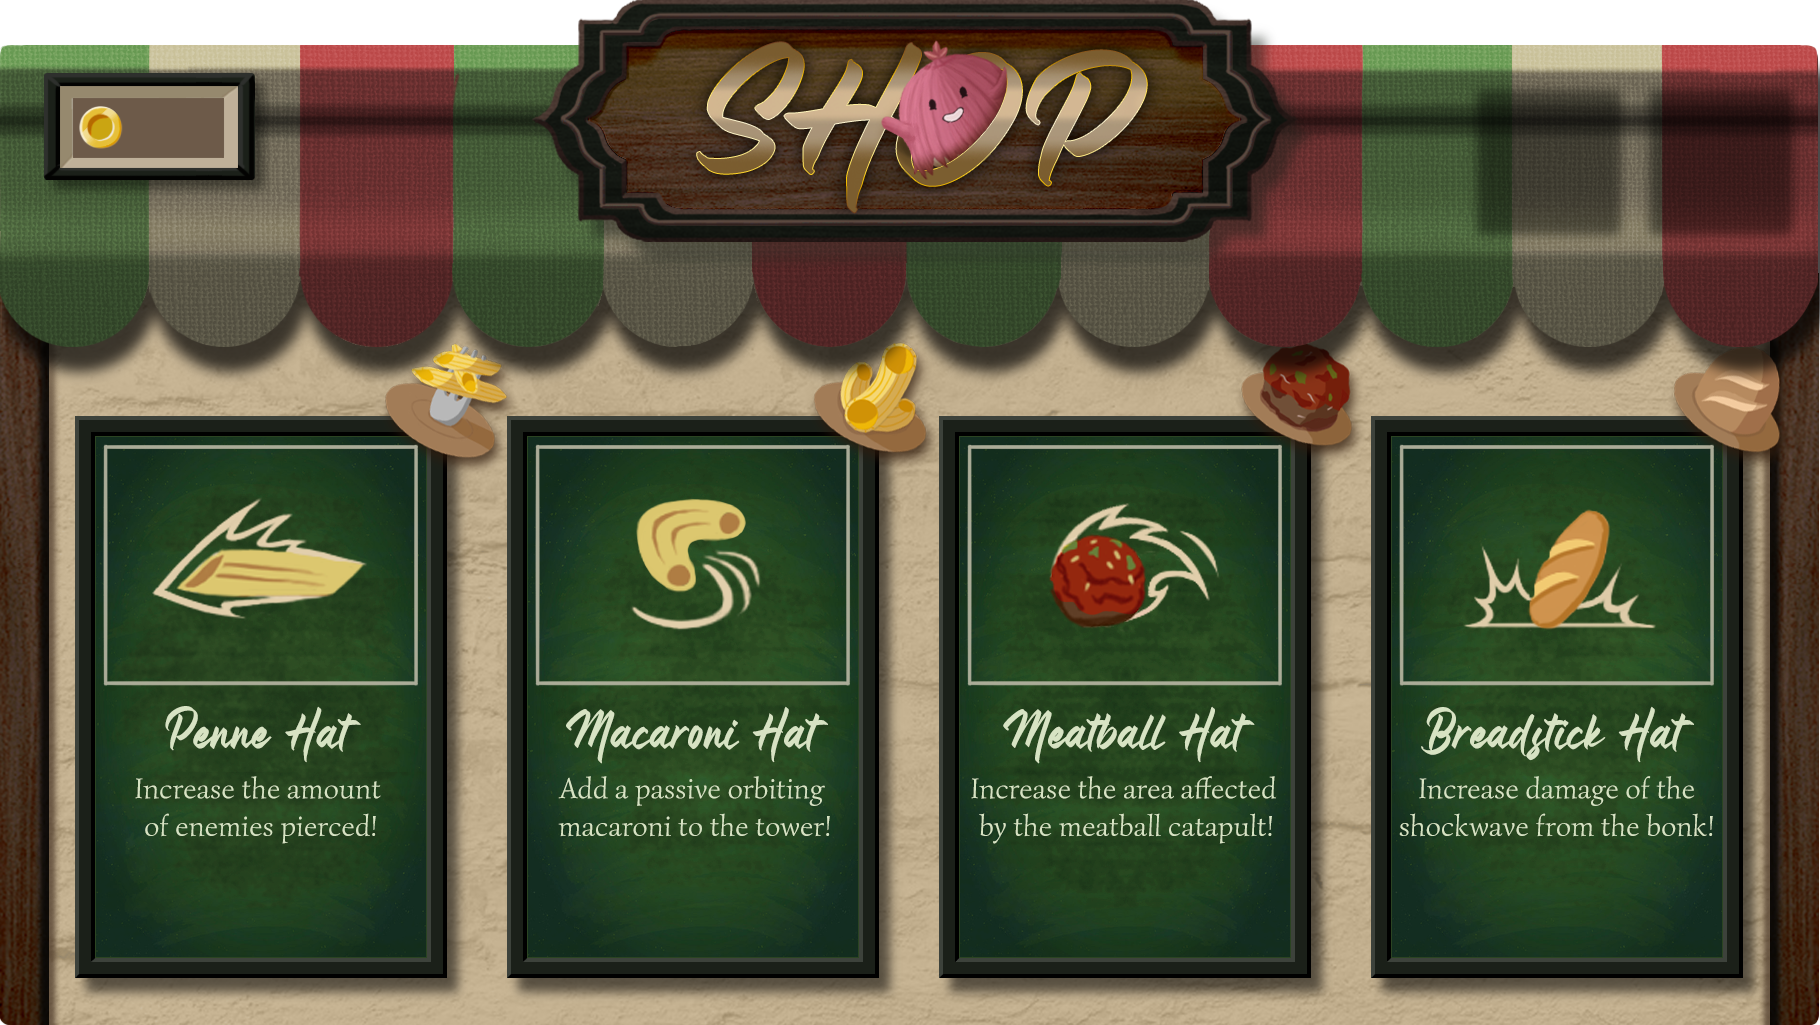 SHOP
Penne Hat
Increase the amount
of enemies pierced!
Macaroni Hat
Add a passive orbiting
macaroni to the tower!
Meatball Hat
Increase the area affected
by the meatball catapult!
Breadstick Hat
Increase damage of the
shockwave from the bonk!